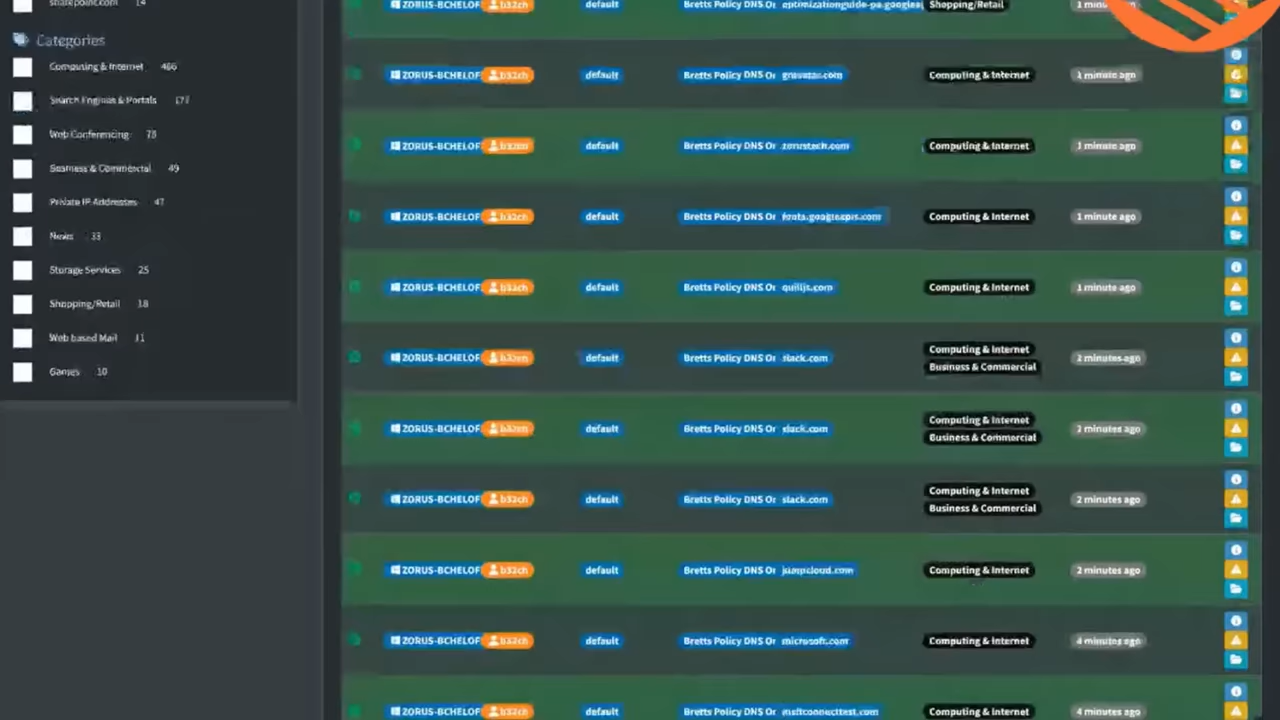 sharepoint.com 14
Categories
Computing & Internet 466
Search Engines & Portals 177
Web Conferencing 78
Business & Commercial 49
Private IP Addresses 47
News 33
Storage Services 25
Shopping/Retail 18
Web based Mail 11
Games 10
ZORUS-BCHELOF default Bretts Policy DNS Or optimizationguide-pa.googlea Shopping/Retail 1 minu
ZORUS-BCHELOF default Bretts Policy DNS Or gravatar.com Computing & Internet 1 minute ago
ZORUS-BCHELOF default Bretts Policy DNS Or zorustech.com Computing & Internet 1 minute ago
ZORUS-BCHELOF default Bretts Policy DNS Or fonts.googleapis.com Computing & Internet 1 minute ago
ZORUS-BCHELOF default Bretts Policy DNS Or quilljs.com Computing & Internet 1 minute ago
ZORUS-BCHELOF default Bretts Policy DNS Or slack.com Computing & Internet 2 minutes ago
Business & Commercial
ZORUS-BCHELOF default Bretts Policy DNS Or slack.com Computing & Internet 2 minutes ago
Business & Commercial
ZORUS-BCHELOF default Bretts Policy DNS Or slack.com Computing & Internet 2 minutes ago
Business & Commercial
ZORUS-BCHELOF default Bretts Policy DNS Or jumpcloud.com Computing & Internet 2 minutes ago
ZORUS-BCHELOF default Bretts Policy DNS Or microsoft.com Computing & Internet 4 minutes ago
ZORUS-BCHELOF default Bretts Policy DNS Or msftconnecttest.com Computing & Internet 4 minutes ago